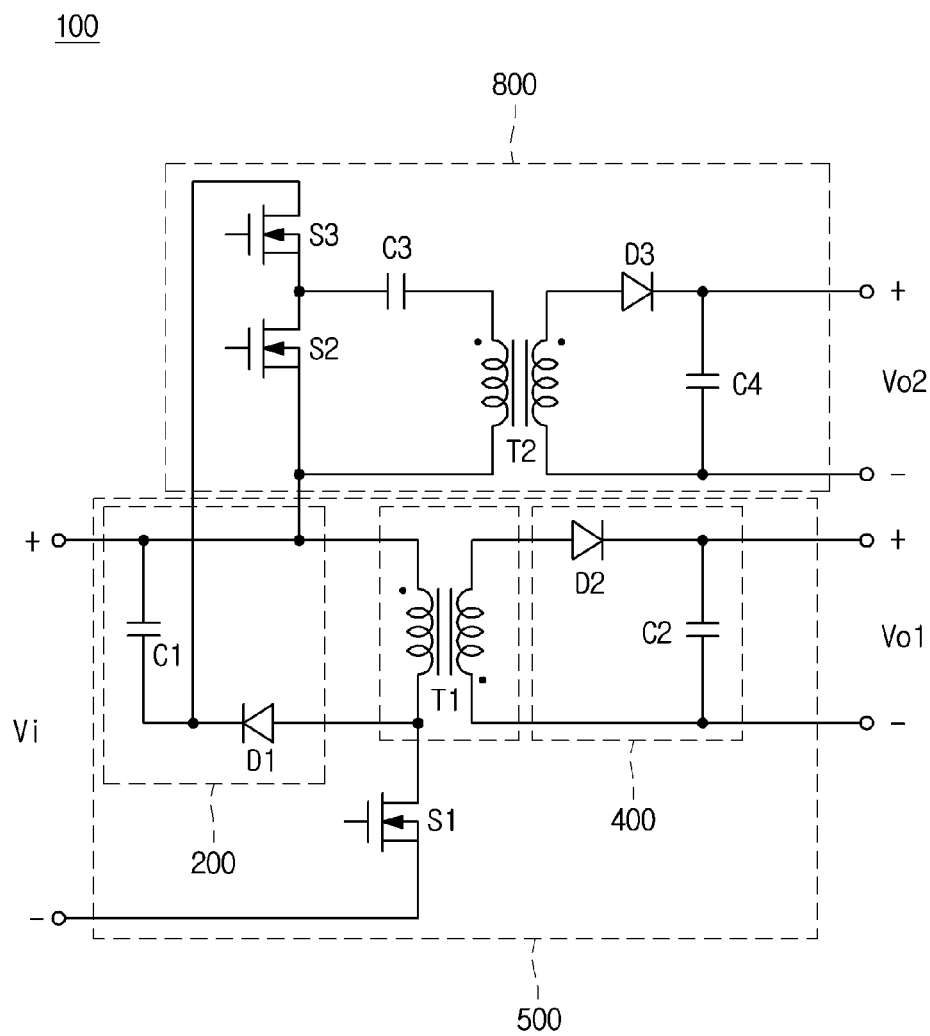 100
800
S3
C3
D3
+
S2
C4
Vo2
T2
-
+
+
D2
C1
T1
C2
Vo1
Vi
D1
-
S1
400
200
-
500